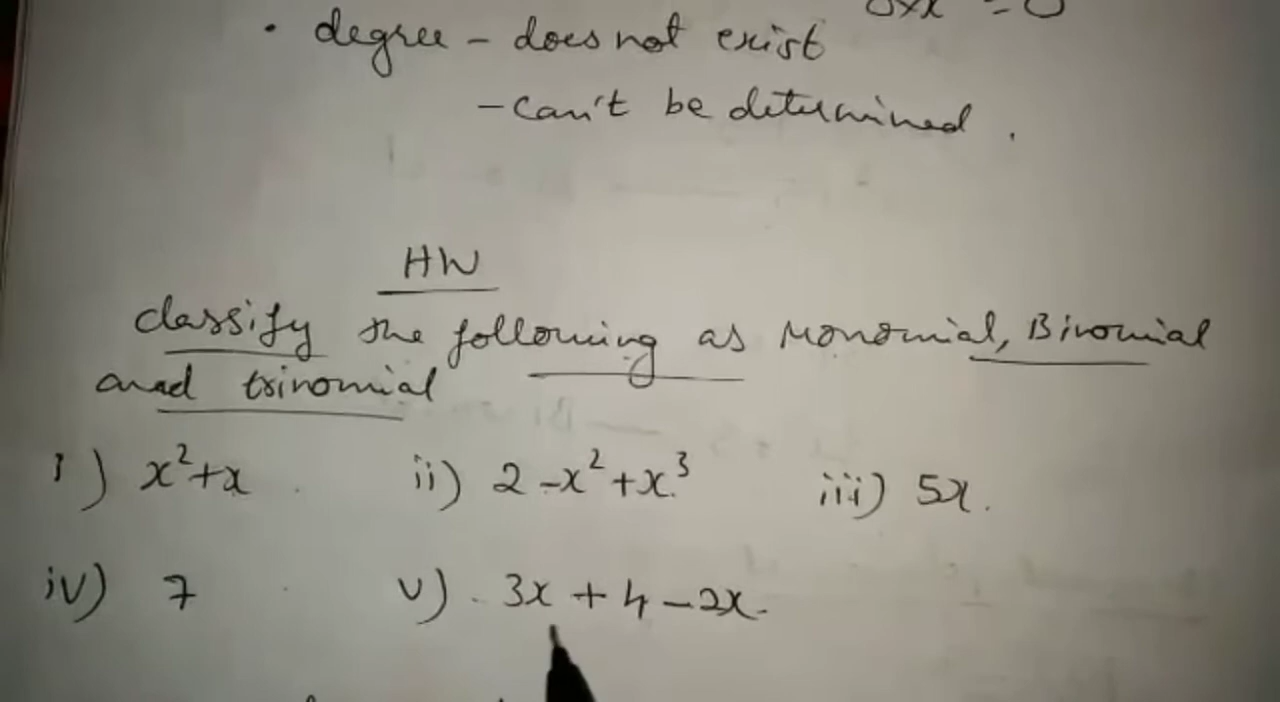 • degree - does not exist
- can't be determined.
HW
classify the following as Monomial, Binomial
and trinomial
i) x²+x ii) 2-x²+x³ iii) 5x.
iv) 7 v) 3x + 4 - 2x.